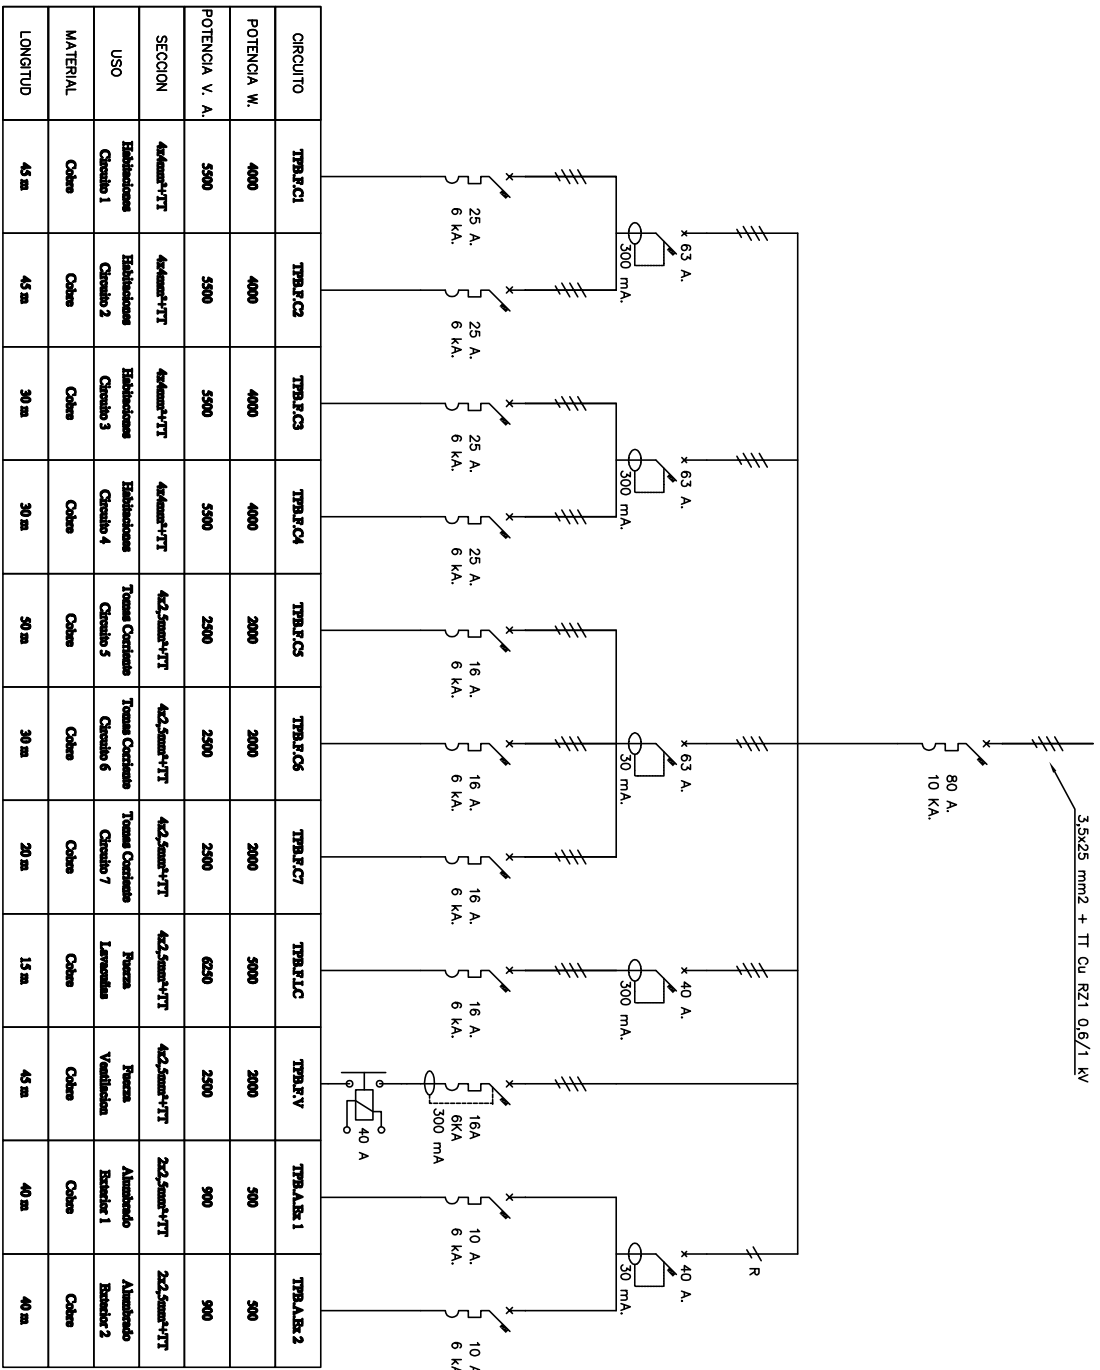 3,5x25 mm2 + TT Cu RZ1 0,6/1 kV
80 A.
10 KA.
63 A.
300 mA.
63 A.
300 mA.
63 A.
30 mA.
40 A.
300 mA.
R
40 A.
30 mA.
25 A.
6 kA.
25 A.
6 kA.
25 A.
6 kA.
25 A.
6 kA.
16 A.
6 kA.
16 A.
6 kA.
16 A.
6 kA.
16 A.
6 kA.
16A
6KA
300 mA
40 A
10 A.
6 kA.
10 A
6 kA
CIRCUITO TPB.F.C1 TPB.F.C2 TPB.F.C3 TPB.F.C4 TPB.F.C5 TPB.F.C6 TPB.F.C7 TPB.F.LC TPB.F.V TPB.A.Ex 1 TPB.A.Ex 2
POTENCIA W. 4000 4000 4000 4000 2000 2000 2000 5000 2000 500 500
POTENCIA V. A. 5500 5500 5500 5500 2500 2500 2500 6250 2500 900 900
SECCION 4x4mm²+TT 4x4mm²+TT 4x4mm²+TT 4x4mm²+TT 4x2,5mm²+TT 4x2,5mm²+TT 4x2,5mm²+TT 4x2,5mm²+TT 4x2,5mm²+TT 2x2,5mm²+TT 2x2,5mm²+TT
USO Habitaciones Habitaciones Habitaciones Habitaciones Tomas Corriente Tomas Corriente Tomas Corriente Fuerza Fuerza Alumbrado Alumbrado
Circuito 1 Circuito 2 Circuito 3 Circuito 4 Circuito 5 Circuito 6 Circuito 7 Lavacuñas Ventilacion Exterior 1 Exterior 2
MATERIAL Cobre Cobre Cobre Cobre Cobre Cobre Cobre Cobre Cobre Cobre Cobre
LONGITUD 45 m 45 m 30 m 30 m 50 m 30 m 20 m 15 m 45 m 40 m 40 m